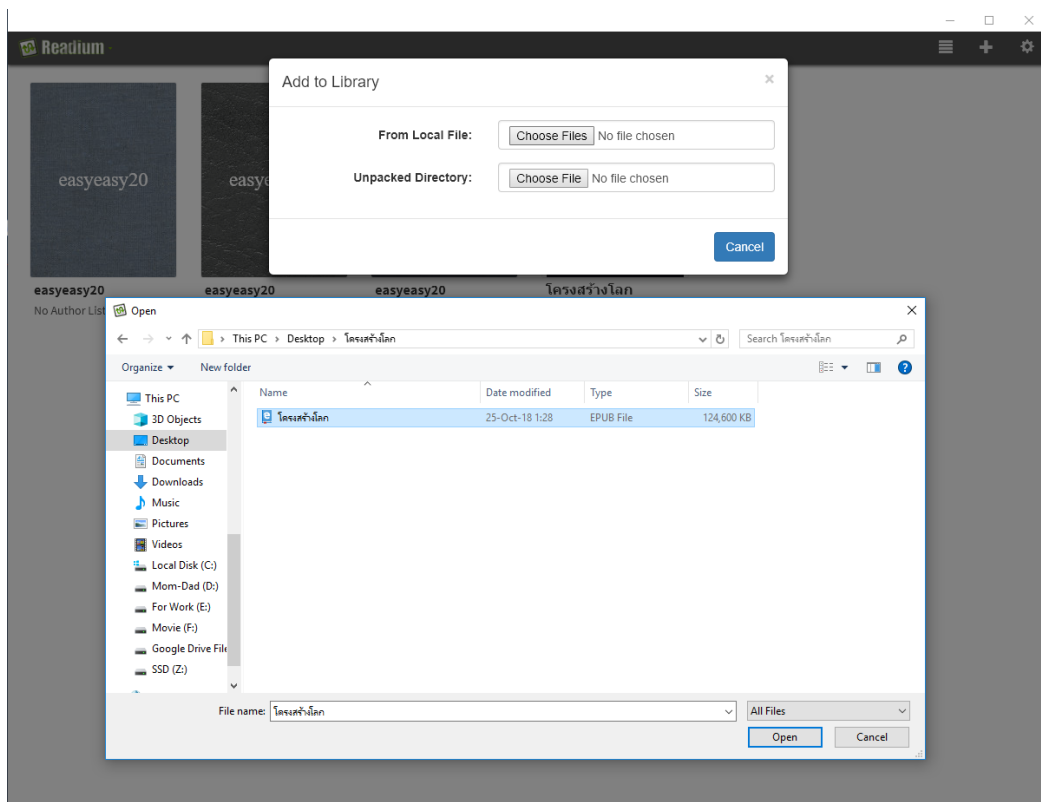 Readium
Add to Library ×
From Local File: Choose Files No file chosen
Unpacked Directory: Choose File No file chosen
Cancel
easyeasy20
easye
easyeasy20
easyeasy20
easyeasy20
โครงสร้างโลก
No Author List
Open
This PC > Desktop > โครงสร้างโลก
Search โครงสร้างโลก
Organize
New folder
Name Date modified Type Size
โครงสร้างโลก 25-Oct-18 1:28 EPUB File 124,600 KB
This PC
3D Objects
Desktop
Documents
Downloads
Music
Pictures
Videos
Local Disk (C:)
Mom-Dad (D:)
For Work (E:)
Movie (F:)
Google Drive File
SSD (Z:)
File name: โครงสร้างโลก
All Files
Open
Cancel